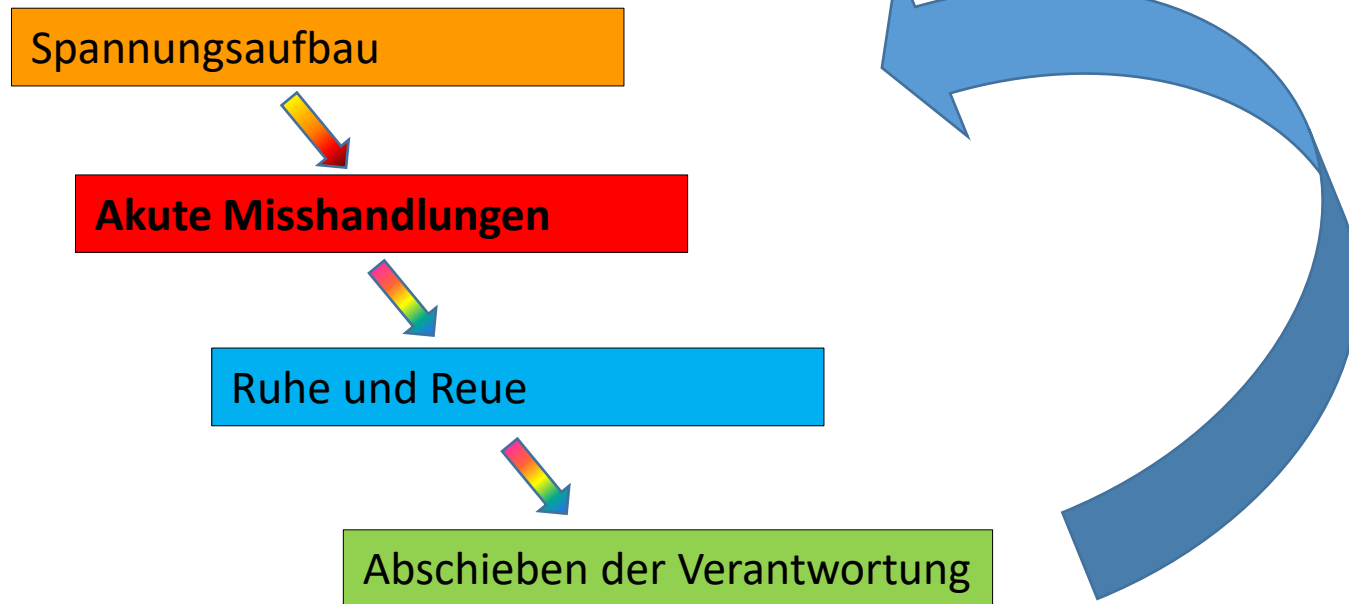 Spannungsaufbau
Akute Misshandlungen
Ruhe und Reue
Abschieben der Verantwortung